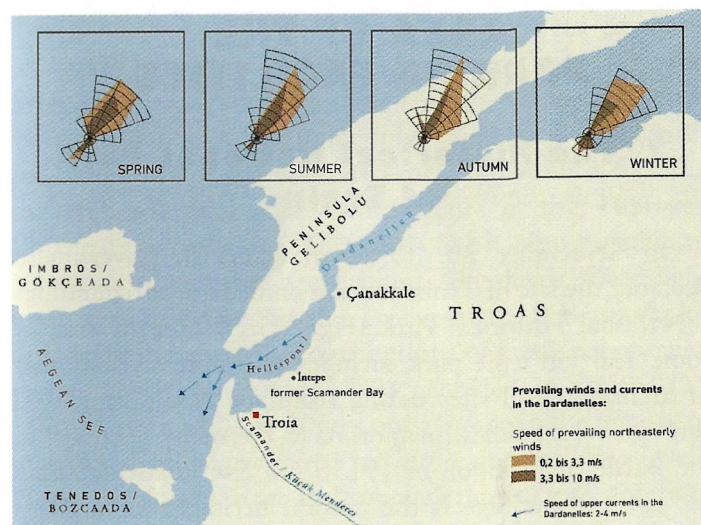 SPRING
SUMMER
AUTUMN
WINTER
PENINSULA
GELIBOLU
Dardanellen
IMBROS/
GÖKÇEADA
Çanakkale
TROAS
AEGEAN SEE
Hellespont
Intepe
former Scamander Bay
Troia
Scamander / Küçük Menderes
TENEDOS/
BOZCAADA
Prevailing winds and currents
in the Dardanelles:
Speed of prevailing northeasterly
winds
0,2 bis 3,3 m/s
3,3 bis 10 m/s
Speed of upper currents in the
Dardanelles: 2-4 m/s